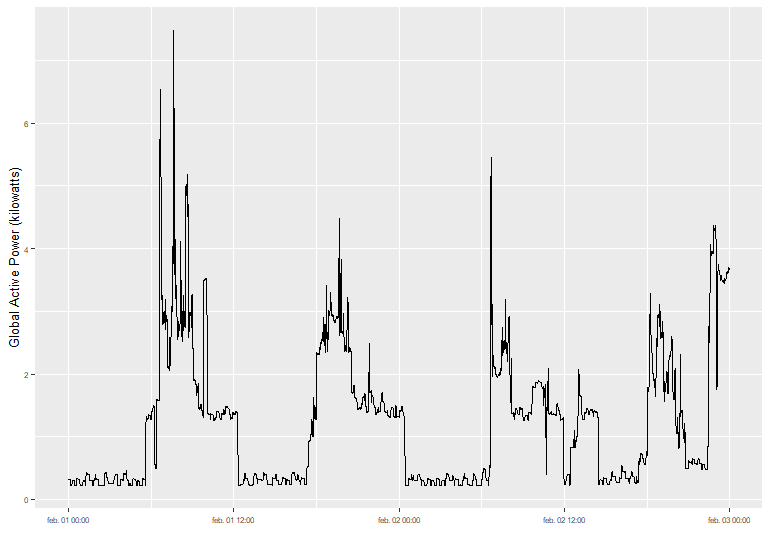 Global Active Power (kilowatts)
6
4
2
0
feb. 01 00:00
feb. 01 12:00
feb. 02 00:00
feb. 02 12:00
feb. 03 00:00